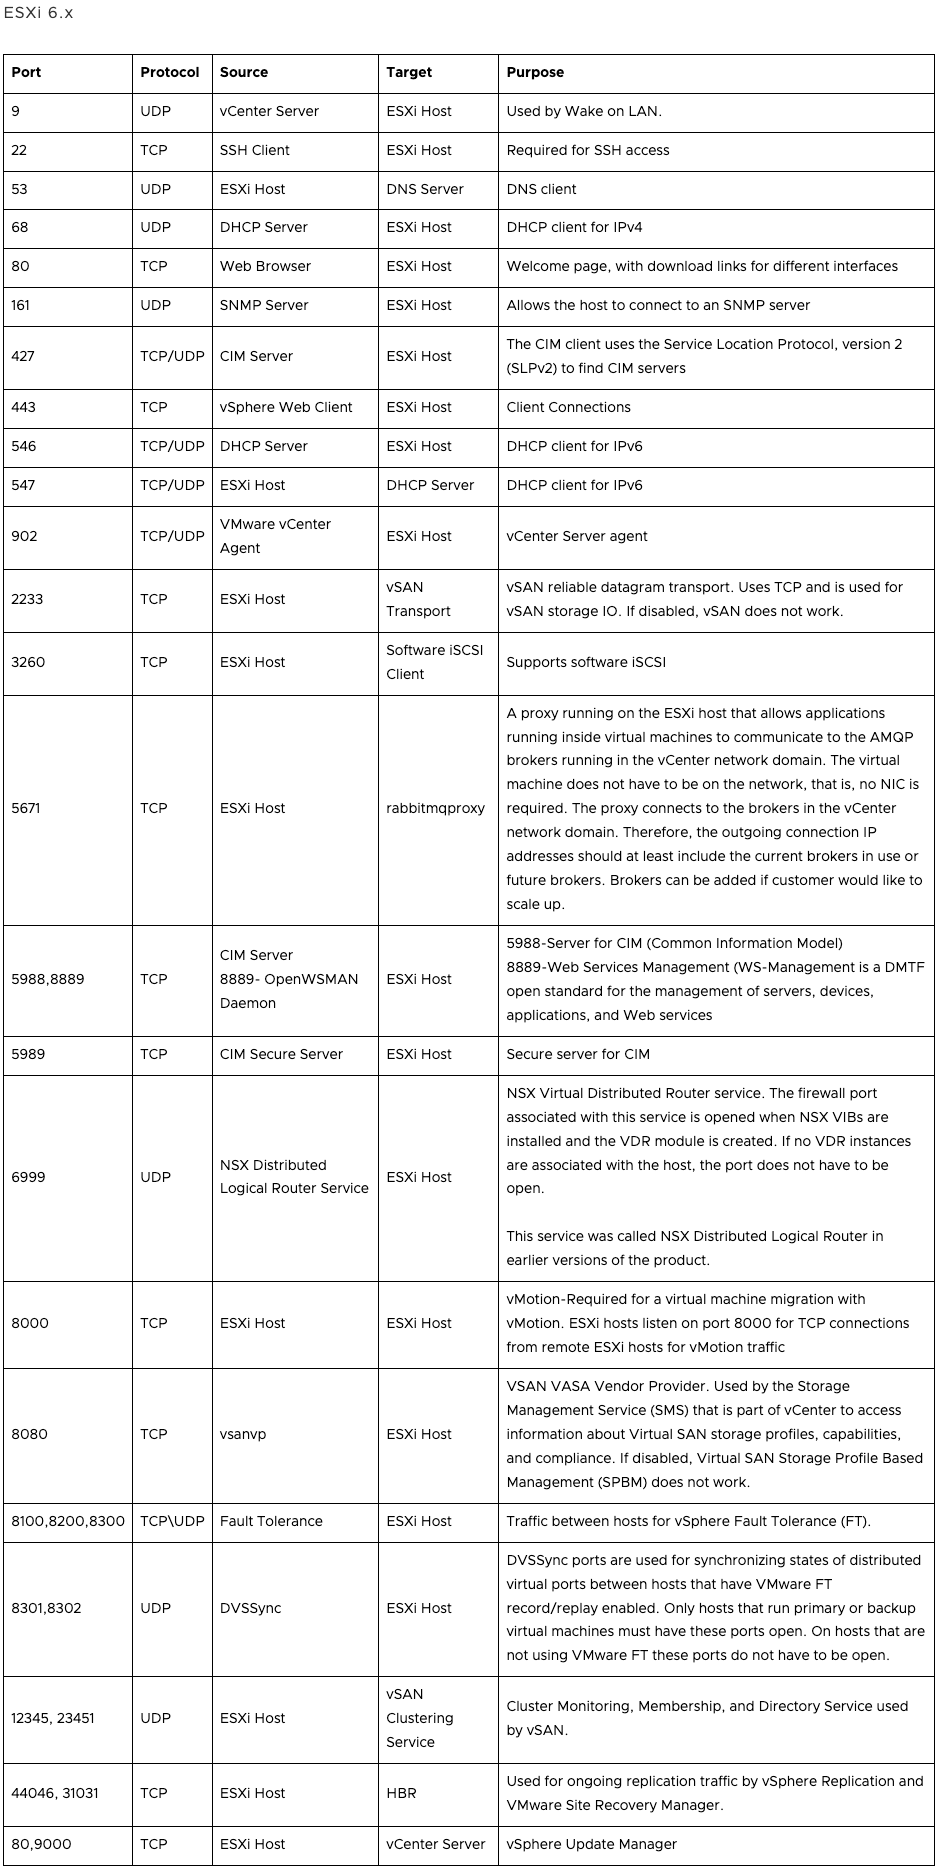 ESXi 6.x
Port Protocol Source Target Purpose
9 UDP vCenter Server ESXi Host Used by Wake on LAN.
22 TCP SSH Client ESXi Host Required for SSH access
53 UDP ESXi Host DNS Server DNS client
68 UDP DHCP Server ESXi Host DHCP client for IPv4
80 TCP Web Browser ESXi Host Welcome page, with download links for different interfaces
161 UDP SNMP Server ESXi Host Allows the host to connect to an SNMP server
427 TCP/UDP CIM Server ESXi Host The CIM client uses the Service Location Protocol, version 2
(SLPv2) to find CIM servers
443 TCP vSphere Web Client ESXi Host Client Connections
546 TCP/UDP DHCP Server ESXi Host DHCP client for IPv6
547 TCP/UDP ESXi Host DHCP Server DHCP client for IPv6
902 TCP/UDP VMware vCenter
Agent ESXi Host vCenter Server agent
2233 TCP ESXi Host vSAN
Transport vSAN reliable datagram transport. Uses TCP and is used for
vSAN storage IO. If disabled, vSAN does not work.
3260 TCP ESXi Host Software iSCSI
Client Supports software iSCSI
5671 TCP ESXi Host rabbitmqproxy A proxy running on the ESXi host that allows applications
running inside virtual machines to communicate to the AMQP
brokers running in the vCenter network domain. The virtual
machine does not have to be on the network, that is, no NIC is
required. The proxy connects to the brokers in the vCenter
network domain. Therefore, the outgoing connection IP
addresses should at least include the current brokers in use or
future brokers. Brokers can be added if customer would like to
scale up.
5988,8889 TCP CIM Server
8889- OpenWSMAN
Daemon ESXi Host 5988-Server for CIM (Common Information Model)
8889-Web Services Management (WS-Management is a DMTF
open standard for the management of servers, devices,
applications, and Web services
5989 TCP CIM Secure Server ESXi Host Secure server for CIM
6999 UDP NSX Distributed
Logical Router Service ESXi Host NSX Virtual Distributed Router service. The firewall port
associated with this service is opened when NSX VIBs are
installed and the VDR module is created. If no VDR instances
are associated with the host, the port does not have to be
open.
This service was called NSX Distributed Logical Router in
earlier versions of the product.
8000 TCP ESXi Host ESXi Host vMotion-Required for a virtual machine migration with
vMotion. ESXi hosts listen on port 8000 for TCP connections
from remote ESXi hosts for vMotion traffic
8080 TCP vsanvp ESXi Host VSAN VASA Vendor Provider. Used by the Storage
Management Service (SMS) that is part of vCenter to access
information about Virtual SAN storage profiles, capabilities,
and compliance. If disabled, Virtual SAN Storage Profile Based
Management (SPBM) does not work.
8100,8200,8300 TCP\UDP Fault Tolerance ESXi Host Traffic between hosts for vSphere Fault Tolerance (FT).
8301,8302 UDP DVSSync ESXi Host DVSSync ports are used for synchronizing states of distributed
virtual ports between hosts that have VMware FT
record/replay enabled. Only hosts that run primary or backup
virtual machines must have these ports open. On hosts that are
not using VMware FT these ports do not have to be open.
12345, 23451 UDP ESXi Host vSAN
Clustering
Service Cluster Monitoring, Membership, and Directory Service used
by vSAN.
44046, 31031 TCP ESXi Host HBR Used for ongoing replication traffic by vSphere Replication and
VMware Site Recovery Manager.
80,9000 TCP ESXi Host vCenter Server vSphere Update Manager